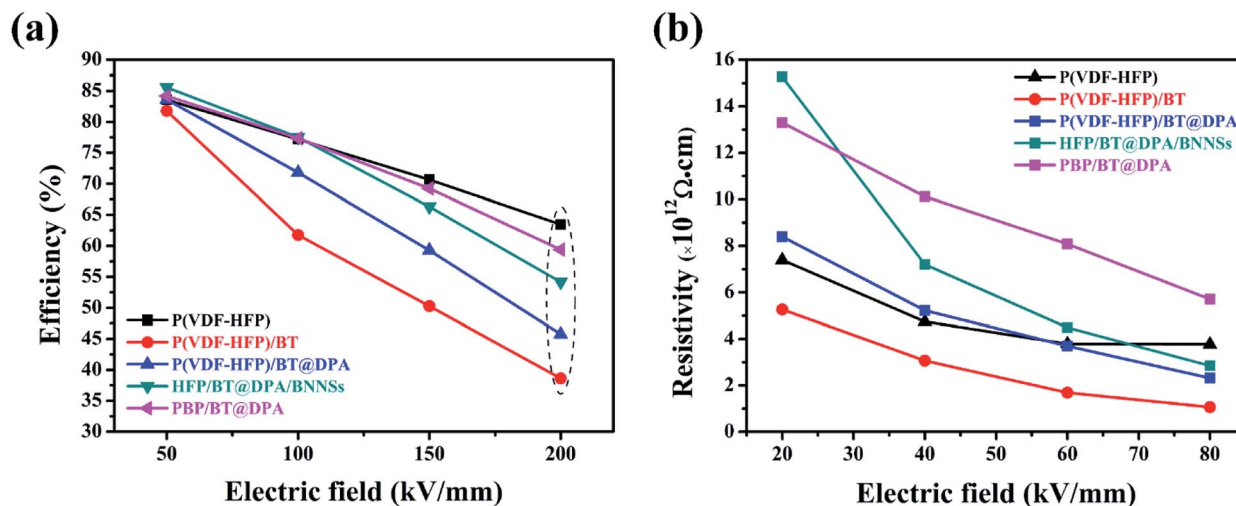 (a)
90
85
80
75
70
65
60
55
50
45
40
35
30
Efficiency (%)
P(VDF-HFP)
P(VDF-HFP)/BT
P(VDF-HFP)/BT@DPA
HFP/BT@DPA/BNNSs
PBP/BT@DPA
50 100 150 200
Electric field (kV/mm)
(b)
16
14
12
10
8
6
4
2
0
Resistivity (×10¹²Ω·cm)
P(VDF-HFP)
P(VDF-HFP)/BT
P(VDF-HFP)/BT@DPA
HFP/BT@DPA/BNNSs
PBP/BT@DPA
20 30 40 50 60 70 80
Electric field (kV/mm)